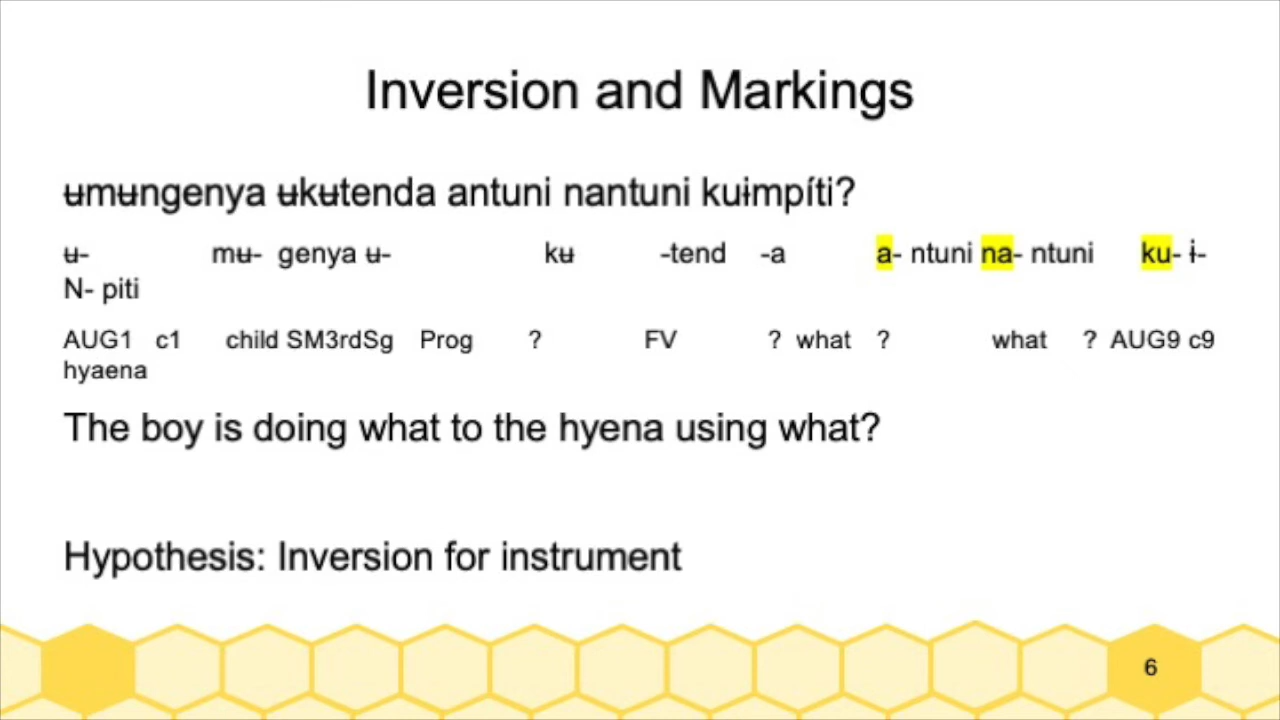 Inversion and Markings
ʉmʉngenya ʉkʉtenda antuni nantuni kuɨmpíti?
ʉ- mʉ- genya ʉ- kʉ -tend -a a- ntuni na- ntuni ku- ɨ-
N- piti
AUG1 c1 child SM3rdSg Prog ? FV ? what ? what ? AUG9 c9
hyaena
The boy is doing what to the hyena using what?
Hypothesis: Inversion for instrument
6